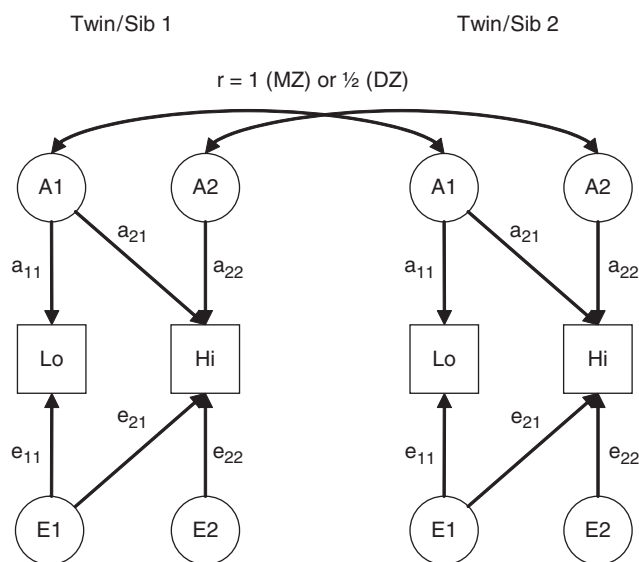 Twin/Sib 1 Twin/Sib 2
r = 1 (MZ) or ½ (DZ)
A1 A2 A1 A2
a21 a21
a11 a22 a11 a22
Lo Hi Lo Hi
e21 e21
e11 e22 e11 e22
E1 E2 E1 E2